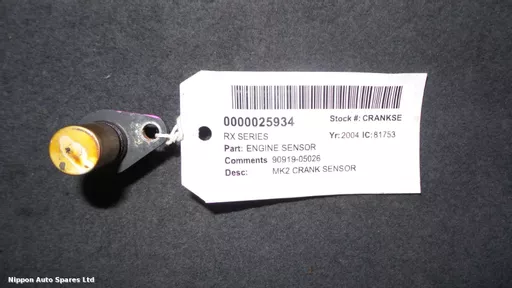 0000025934 Stock #: CRANKSE
RX SERIES Yr: 2004 IC: 81753
Part: ENGINE SENSOR
Comments 90919-05026
Desc: MK2 CRANK SENSOR
Nippon Auto Spares Ltd